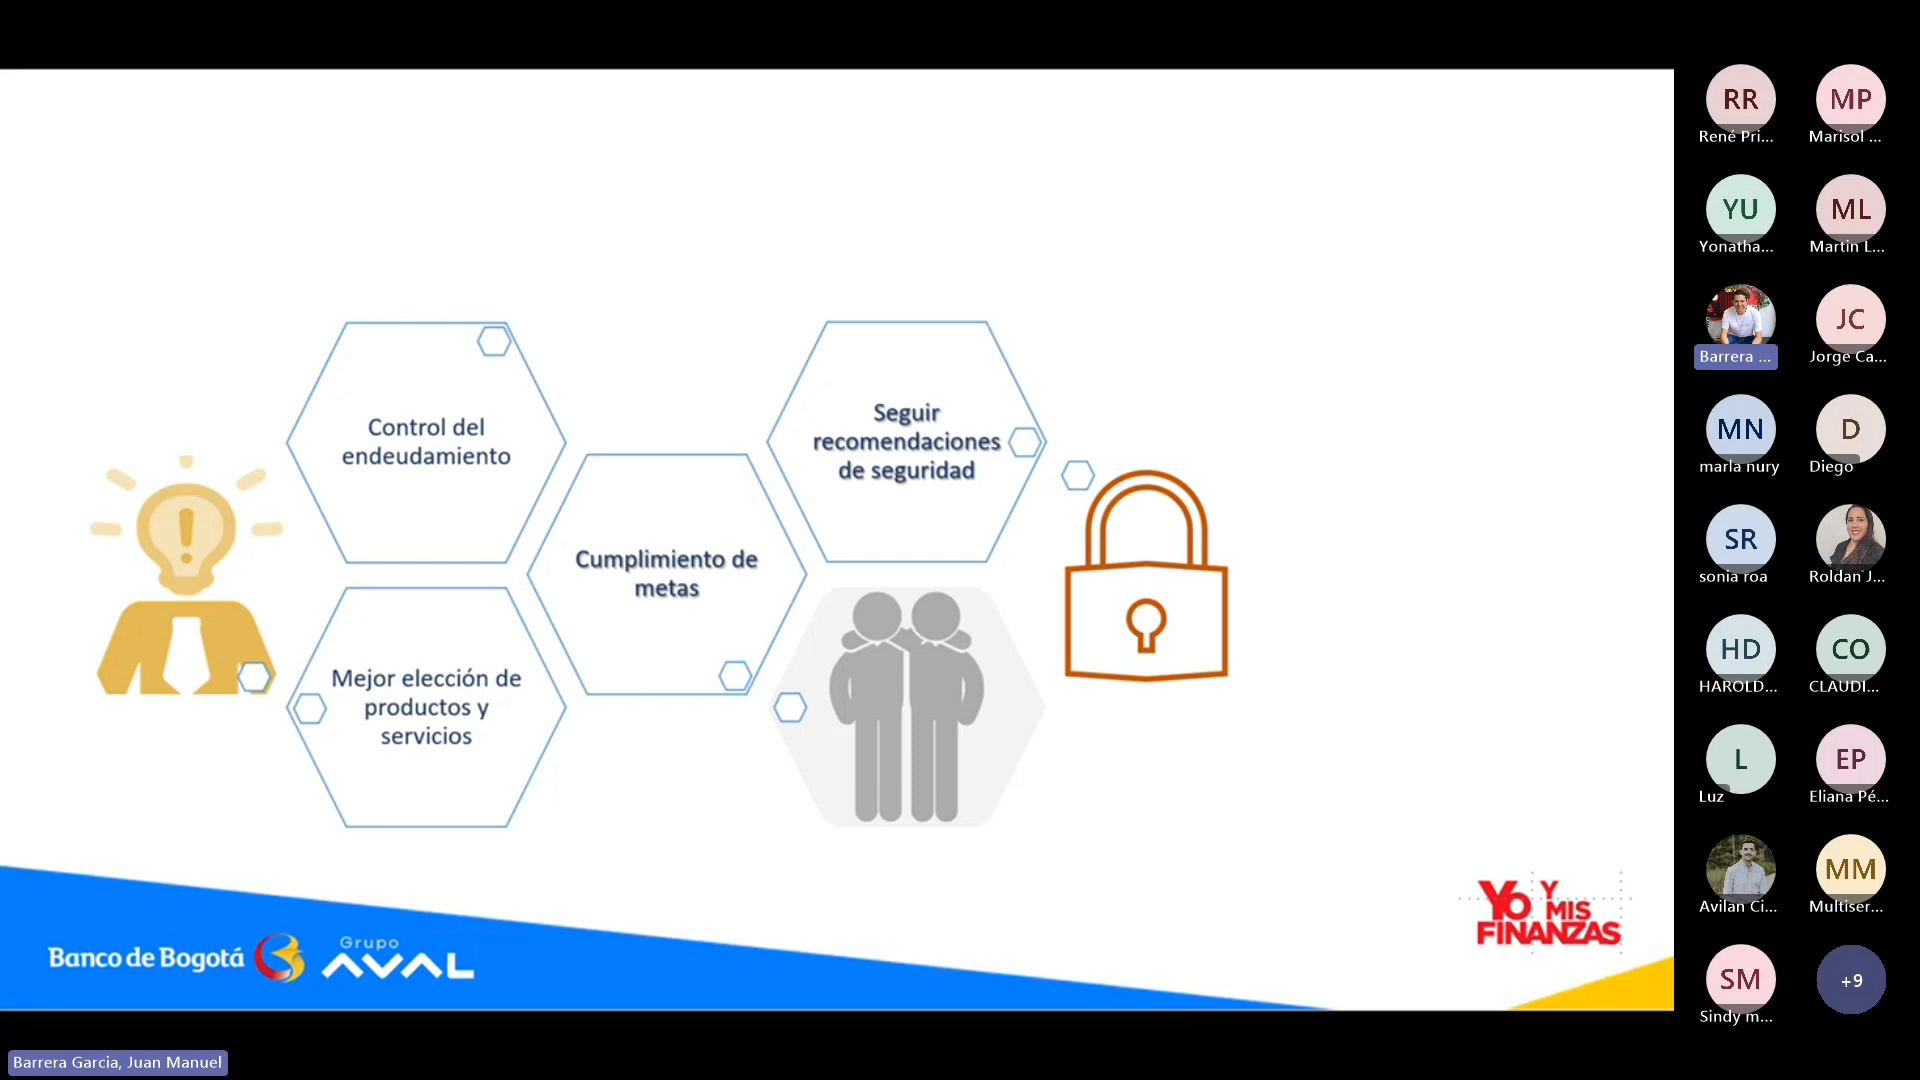 Control del
endeudamiento
Seguir
recomendaciones
de seguridad
Cumplimiento de
metas
Mejor elección de
productos y
servicios
Banco de Bogotá
Grupo
AVAL
Yo Y
MIS
FINANZAS
RR
René Pri...
MP
Marisol ...
YU
Yonatha...
ML
Martin L...
Barrera ...
JC
Jorge Ca...
MN
marla nury
D
Diego
SR
sonia roa
Roldan J...
HD
HAROLD...
CO
CLAUDI...
L
Luz
EP
Eliana Pé...
Avilan Ci...
MM
Multiser...
SM
Sindy m...
+9
Barrera Garcia, Juan Manuel